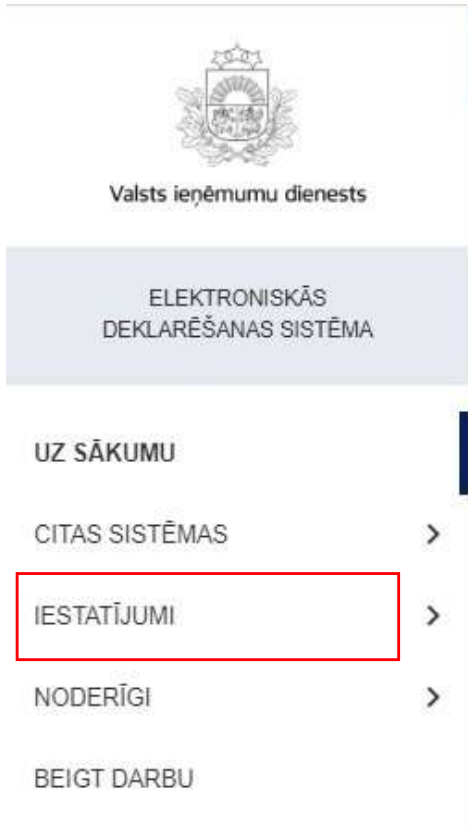 Valsts ieņēmumu dienests
ELEKTRONISKĀS
DEKLARĒŠANAS SISTĒMA
UZ SĀKUMU
CITAS SISTĒMAS
IESTATĪJUMI
NODERĪGI
BEIGT DARBU